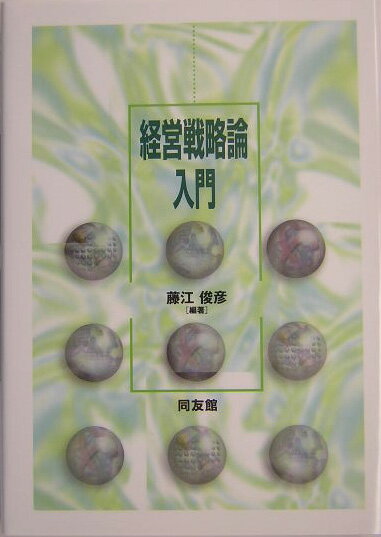 経営戦略論
入門
藤江 俊彦
[編著]
同友館